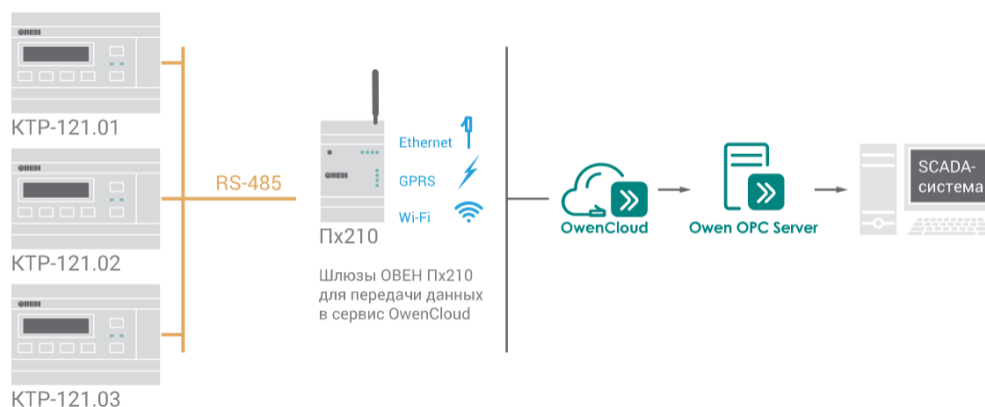 ОВЕН
КТР-121.01
ОВЕН
КТР-121.02
ОВЕН
КТР-121.03
RS-485
ОВЕН
Ethernet
GPRS
Wi-Fi
Пх210
Шлюзы ОВЕН Пх210
для передачи данных
в сервис OwenCloud
OwenCloud
Owen OPC Server
SCADA-
система